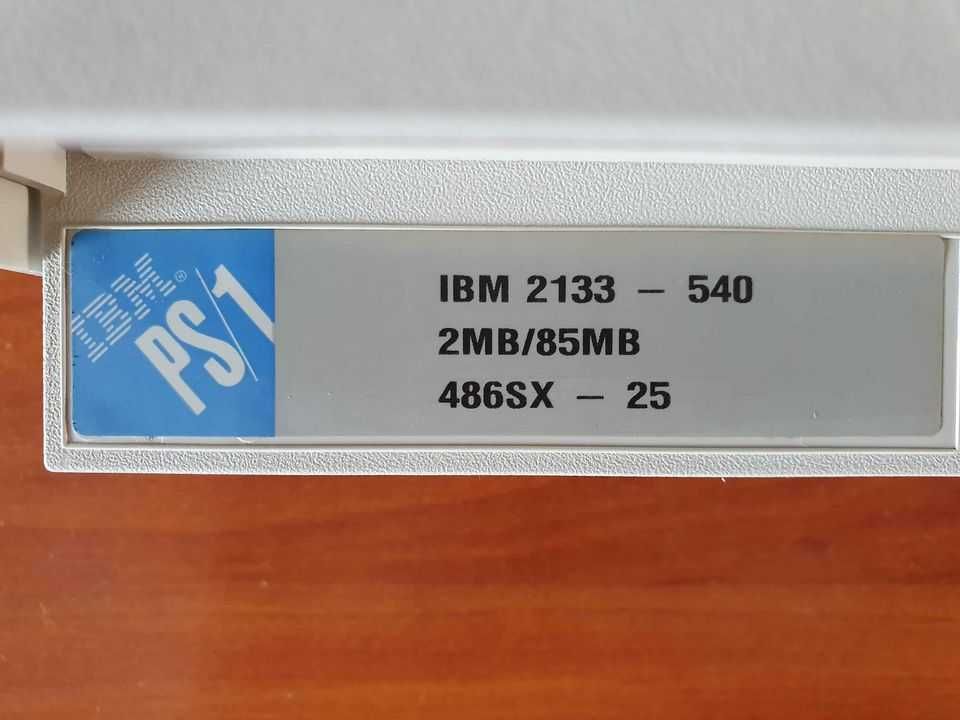 IBM®
PS/1
IBM 2133 – 540
2MB/85MB
486SX – 25